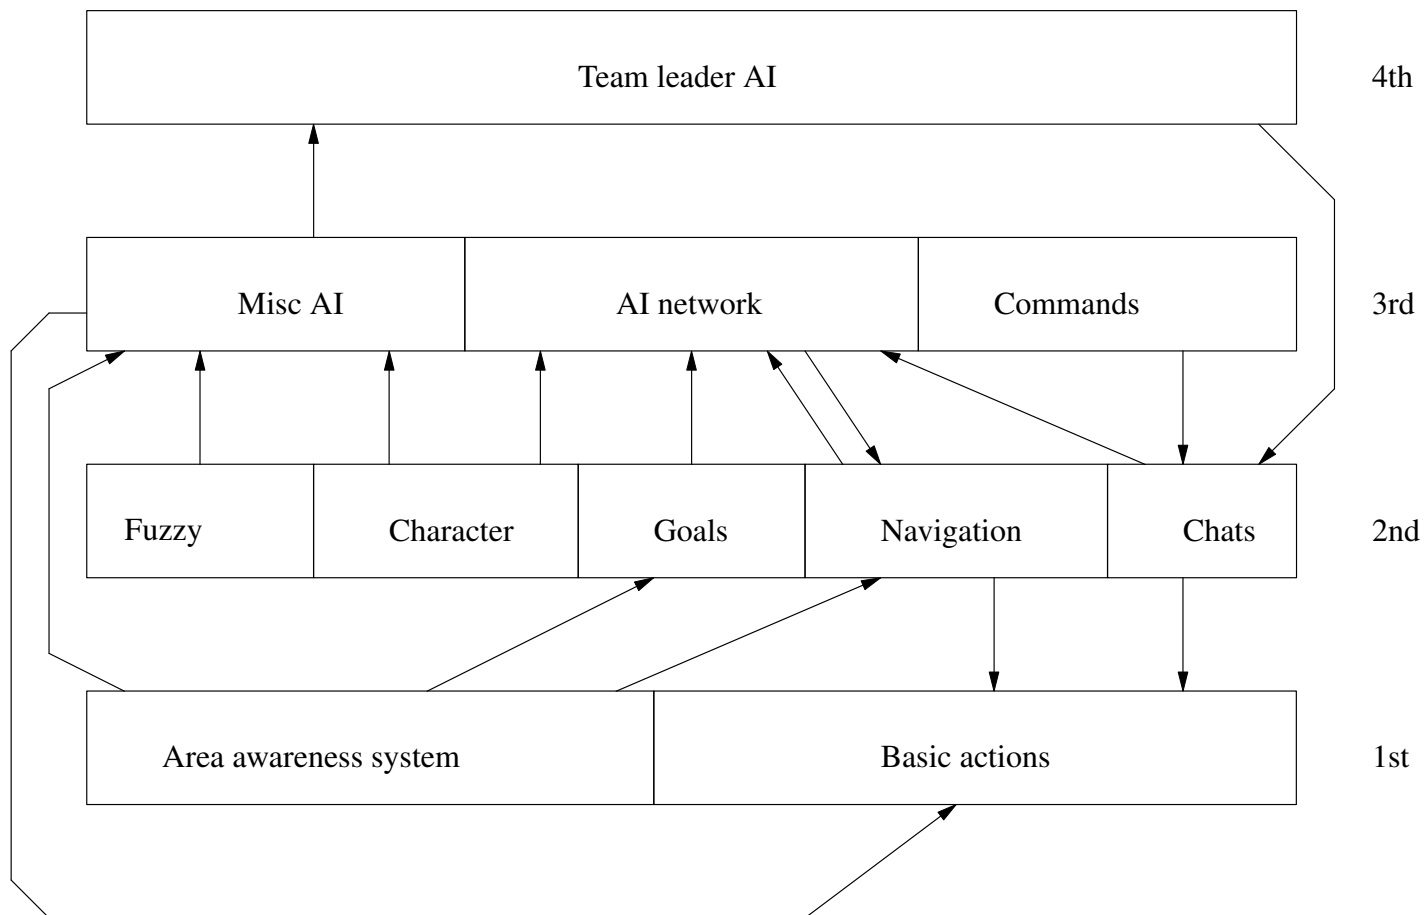 Team leader AI 4th
Misc AI AI network Commands 3rd
Fuzzy Character Goals Navigation Chats 2nd
Area awareness system Basic actions 1st